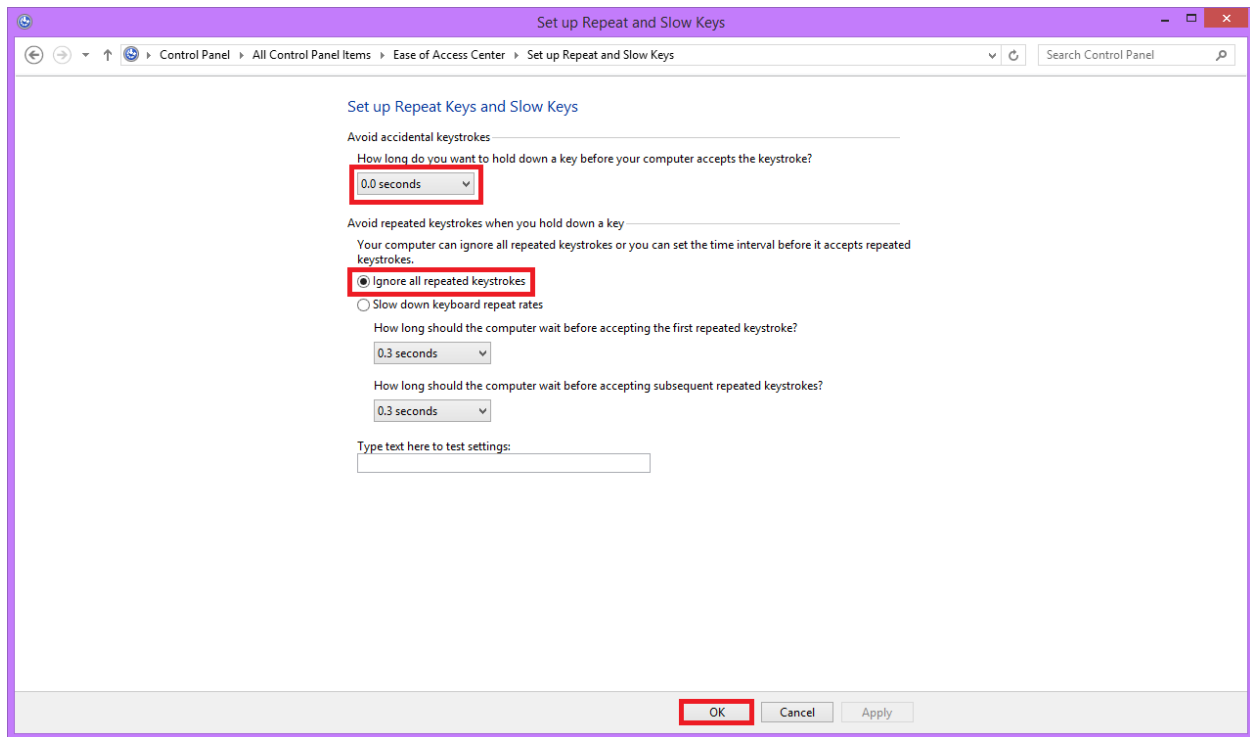 Set up Repeat and Slow Keys
Control Panel All Control Panel Items Ease of Access Center Set up Repeat and Slow Keys
Search Control Panel
Set up Repeat Keys and Slow Keys
Avoid accidental keystrokes
How long do you want to hold down a key before your computer accepts the keystroke?
0.0 seconds
Avoid repeated keystrokes when you hold down a key
Your computer can ignore all repeated keystrokes or you can set the time interval before it accepts repeated
keystrokes.
Ignore all repeated keystrokes
Slow down keyboard repeat rates
How long should the computer wait before accepting the first repeated keystroke?
0.3 seconds
How long should the computer wait before accepting subsequent repeated keystrokes?
0.3 seconds
Type text here to test settings:
OK Cancel Apply